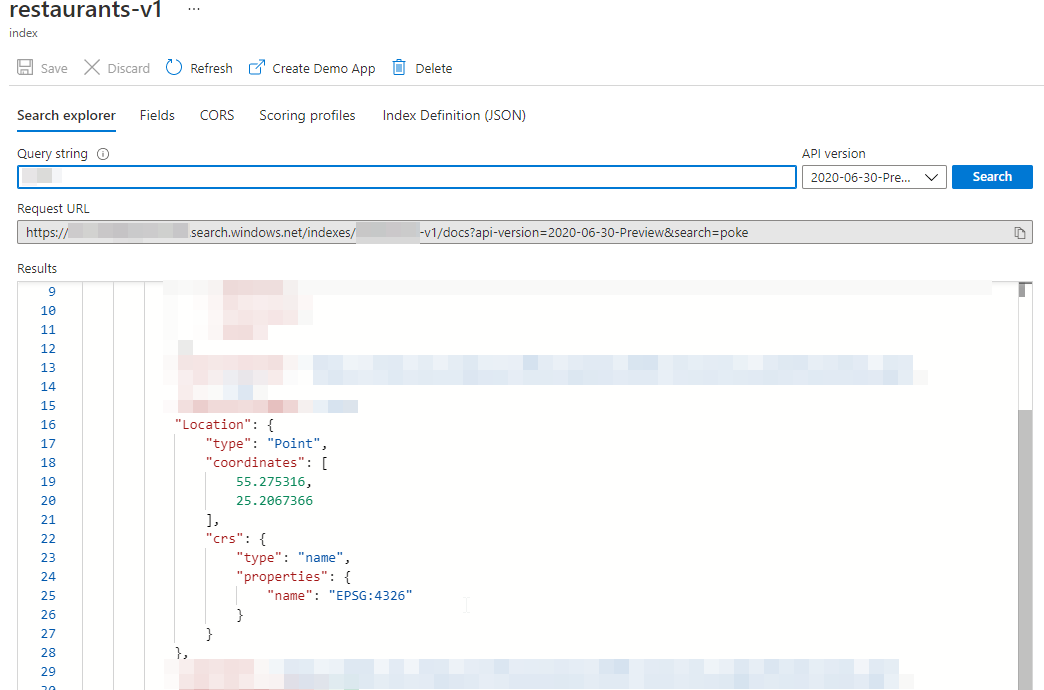 restaurants-v1 ...
index
Save Discard Refresh Create Demo App Delete
Search explorer Fields CORS Scoring profiles Index Definition (JSON)
Query string API version
2020-06-30-Pre... Search
Request URL
https:// .search.windows.net/indexes/ -v1/docs?api-version=2020-06-30-Preview&search=poke
Results
9
10
11
12
13
14
15
16 "Location": {
17 "type": "Point",
18 "coordinates": [
19 55.275316,
20 25.2067366
21 ],
22 "crs": {
23 "type": "name",
24 "properties": {
25 "name": "EPSG:4326"
26 }
27 }
28 },
29
30